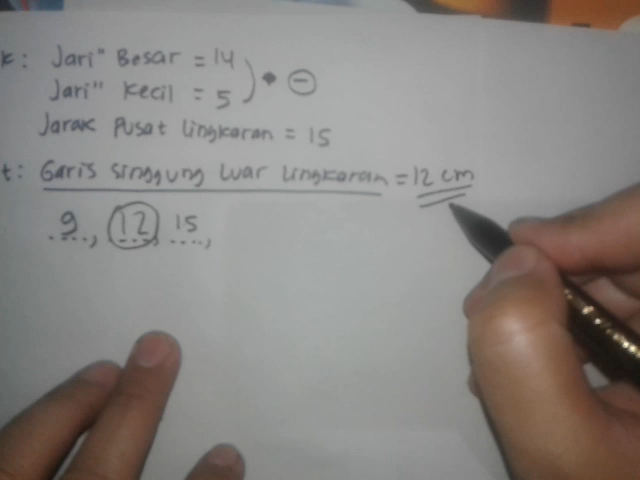 k: Jari" Besar = 14
Jari" Kecil = 5
) • −
Jarak Pusat lingkaran = 15
t: Garis singgung luar lingkaran = 12 cm
9, 12 15,